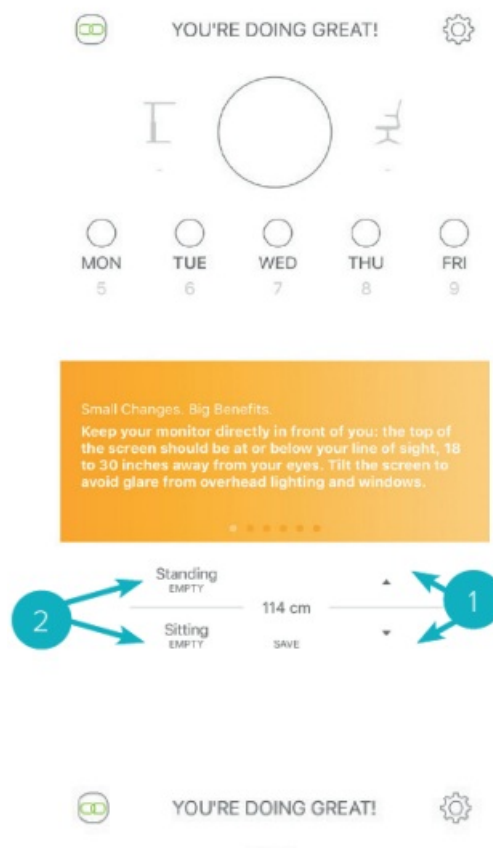 YOU'RE DOING GREAT!
-
-
MON TUE WED THU FRI
5 6 7 8 9
Small Changes. Big Benefits.
Keep your monitor directly in front of you: the top of
the screen should be at or below your line of sight, 18
to 30 inches away from your eyes. Tilt the screen to
avoid glare from overhead lighting and windows.
Standing
EMPTY
114 cm
Sitting
EMPTY
SAVE
2
1
YOU'RE DOING GREAT!